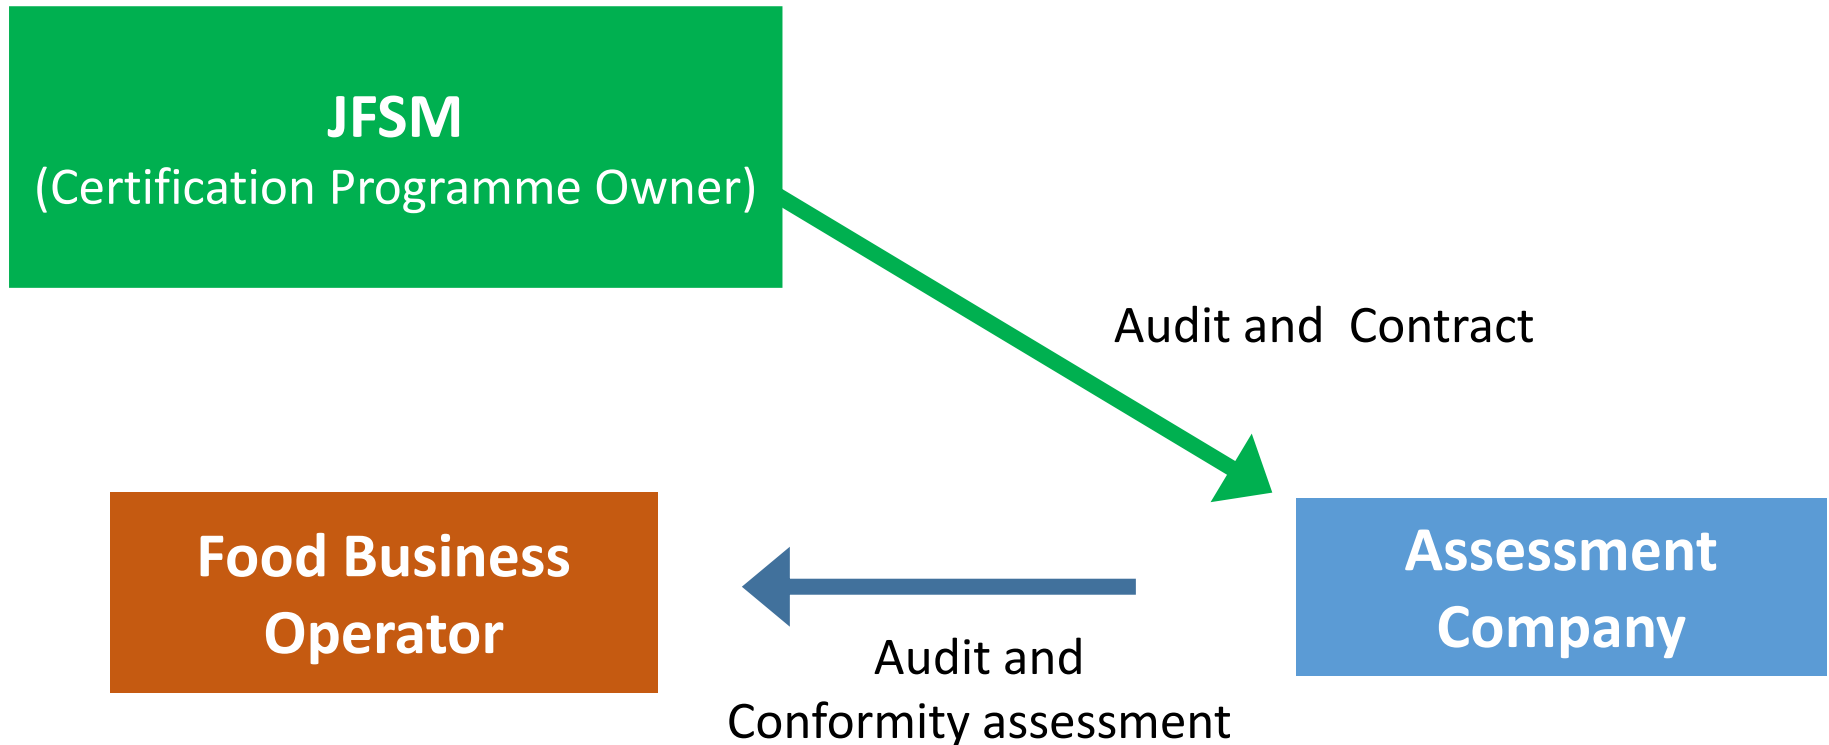 JFSM
(Certification Programme Owner)
Audit and  Contract
Food Business
Operator
Assessment
Company
Audit and
Conformity assessment